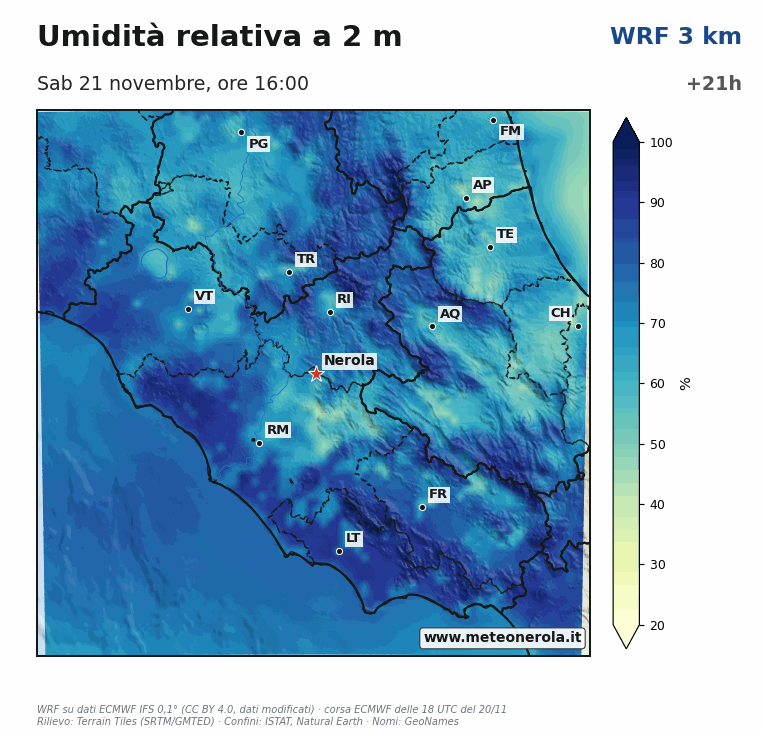 Umidità relativa a 2 m
WRF 3 km
Sab 21 novembre, ore 16:00
+21h
FM
PG
AP
TE
TR
VT
RI
AQ
CH
Nerola
RM
FR
LT
www.meteonerola.it
100
90
80
70
60
50
40
30
20
%
WRF su dati ECMWF IFS 0,1° (CC BY 4.0, dati modificati) · corsa ECMWF delle 18 UTC del 20/11
Rilievo: Terrain Tiles (SRTM/GMTED) · Confini: ISTAT, Natural Earth · Nomi: GeoNames